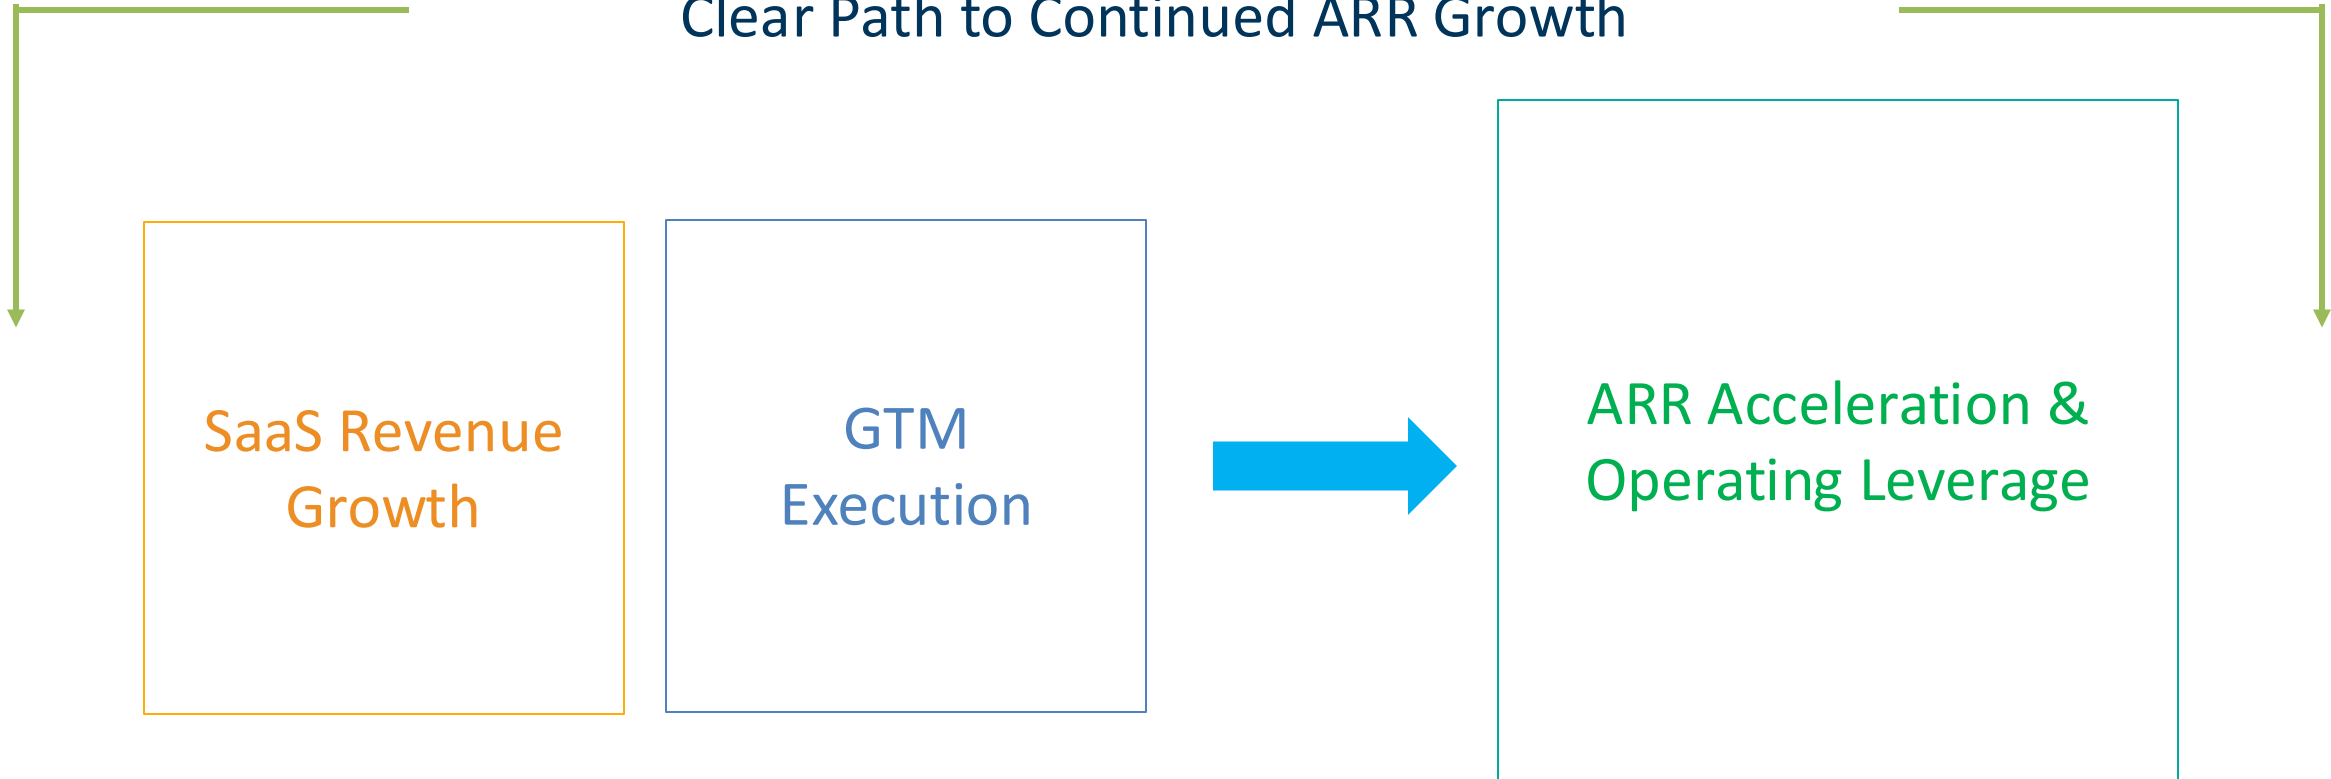 Clear Path to Continued ARR Growth
SaaS Revenue
Growth
GTM
Execution
ARR Acceleration &
Operating Leverage